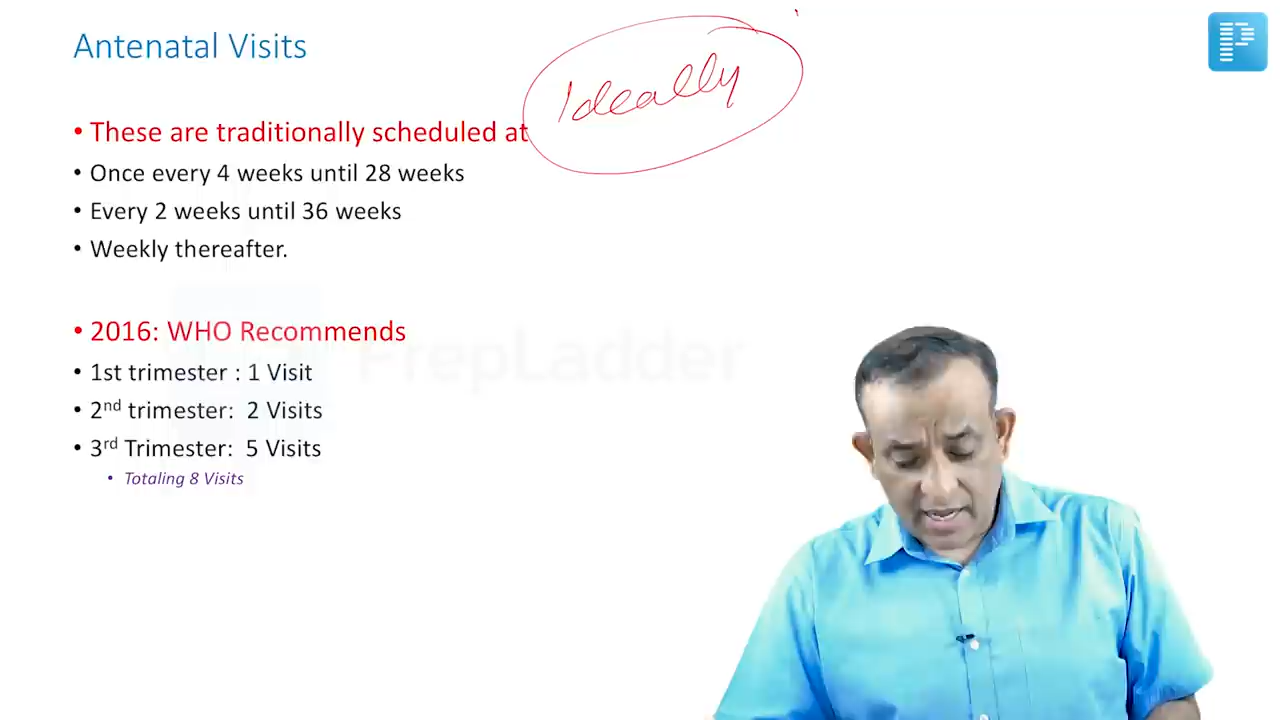 Antenatal Visits
Ideally
• These are traditionally scheduled at
• Once every 4 weeks until 28 weeks
• Every 2 weeks until 36 weeks
• Weekly thereafter.
• 2016: WHO Recommends
• 1st trimester : 1 Visit
• 2nd trimester: 2 Visits
• 3rd Trimester: 5 Visits
• Totaling 8 Visits
PrepLadder